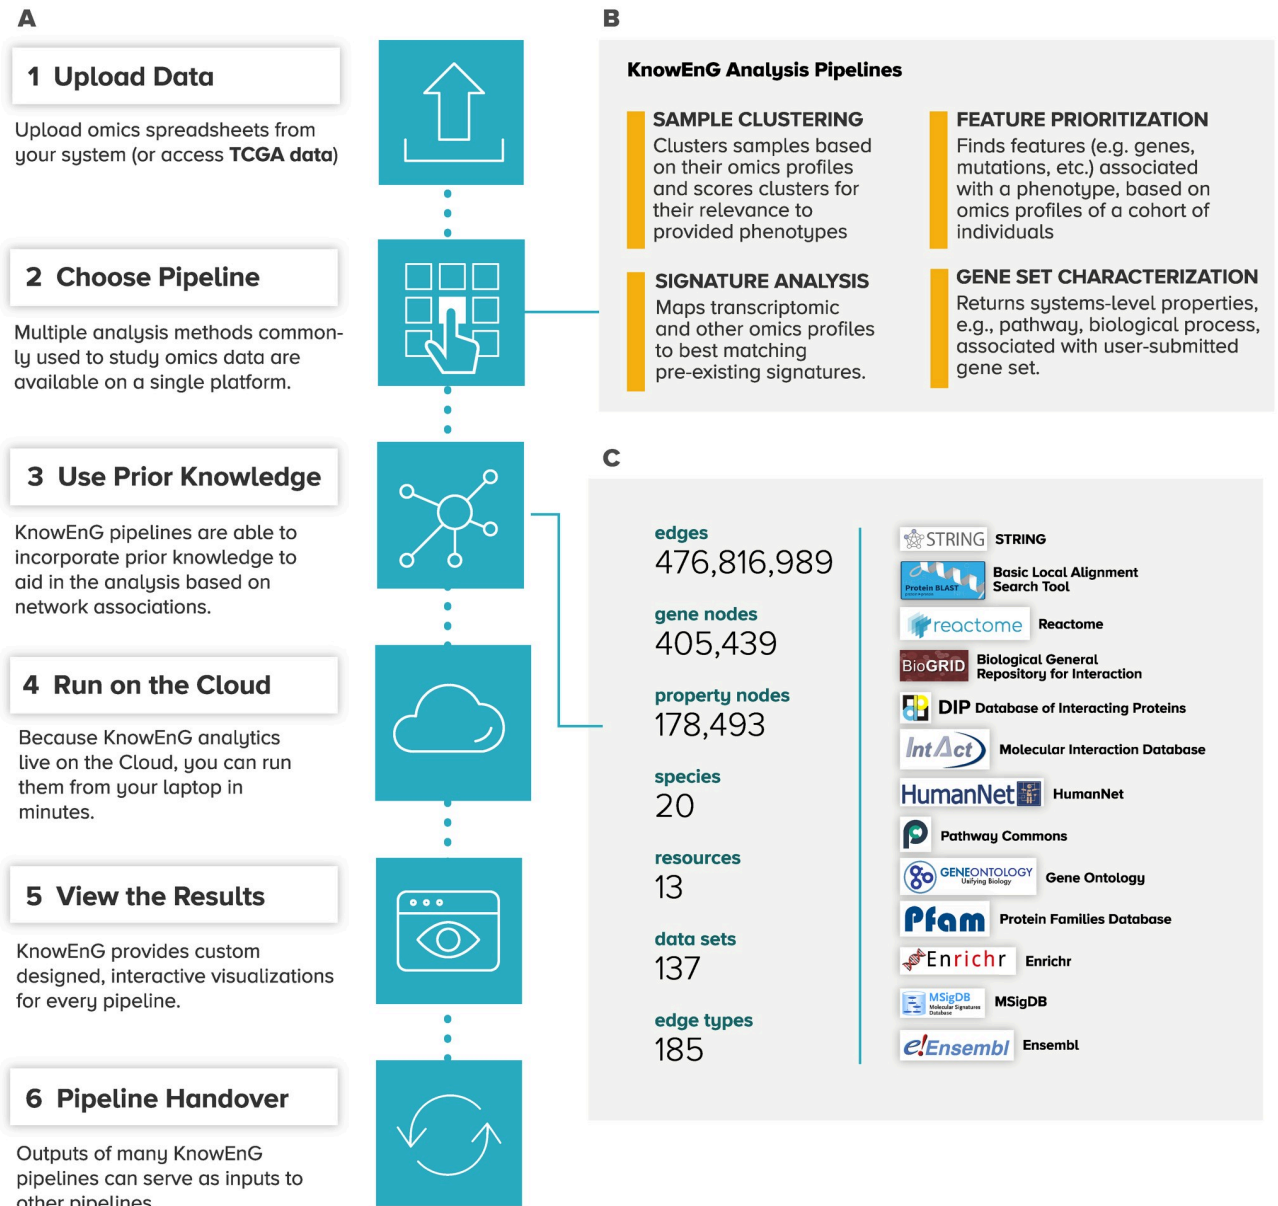 A
1 Upload Data
Upload omics spreadsheets from
your system (or access TCGA data)
2 Choose Pipeline
Multiple analysis methods common-
ly used to study omics data are
available on a single platform.
3 Use Prior Knowledge
KnowEnG pipelines are able to
incorporate prior knowledge to
aid in the analysis based on
network associations.
4 Run on the Cloud
Because KnowEnG analytics
live on the Cloud, you can run
them from your laptop in
minutes.
5 View the Results
KnowEnG provides custom
designed, interactive visualizations
for every pipeline.
6 Pipeline Handover
Outputs of many KnowEnG
pipelines can serve as inputs to
other pipelines
B
KnowEnG Analysis Pipelines
SAMPLE CLUSTERING
Clusters samples based
on their omics profiles
and scores clusters for
their relevance to
provided phenotypes
FEATURE PRIORITIZATION
Finds features (e.g. genes,
mutations, etc.) associated
with a phenotype, based on
omics profiles of a cohort of
individuals
SIGNATURE ANALYSIS
Maps transcriptomic
and other omics profiles
to best matching
pre-existing signatures.
GENE SET CHARACTERIZATION
Returns systems-level properties,
e.g., pathway, biological process,
associated with user-submitted
gene set.
C
edges
476,816,989
gene nodes
405,439
property nodes
178,493
species
20
resources
13
data sets
137
edge types
185
STRING STRING
Protein BLAST
Basic Local Alignment
Search Tool
reactome Reactome
BioGRID
Biological General
Repository for Interaction
DIP Database of Interacting Proteins
IntAct Molecular Interaction Database
HumanNet HumanNet
Pathway Commons
GENEONTOLOGY
Unifying Biology
Gene Ontology
Pfam Protein Families Database
Enrichr Enrichr
MSigDB
Molecular Signatures
Database
MSigDB
e!Ensembl Ensembl